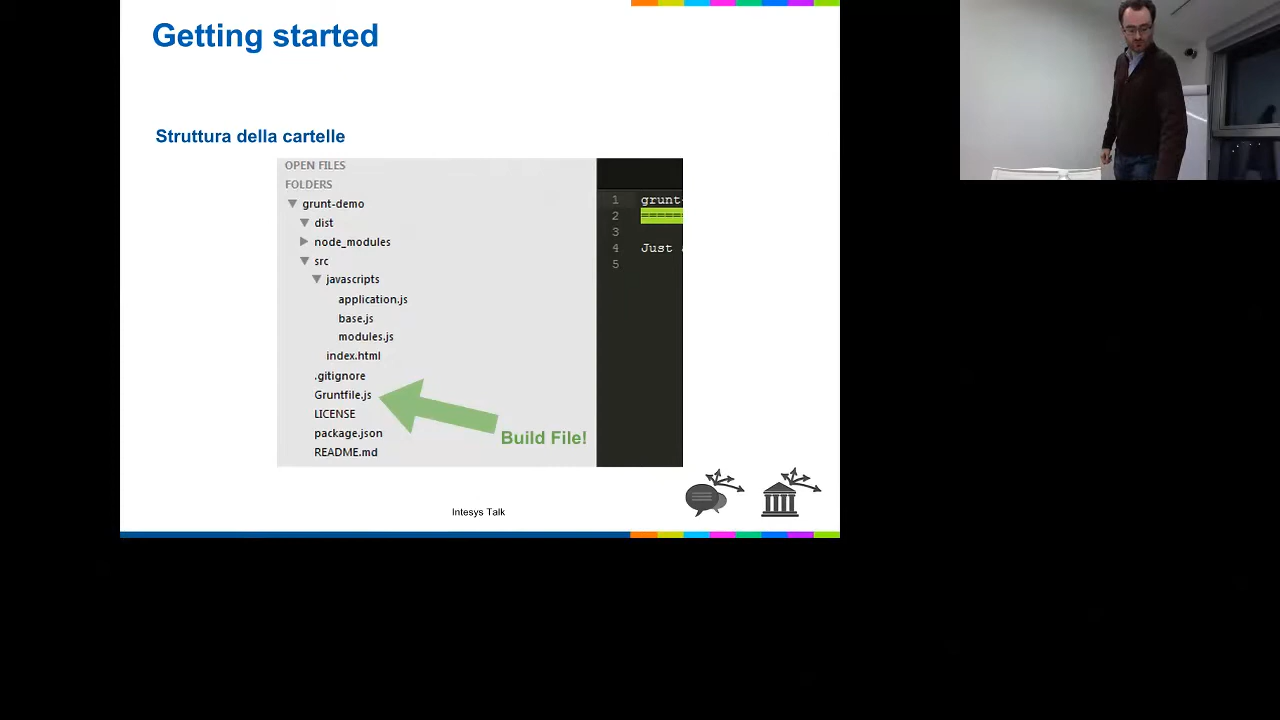 Getting started
Struttura della cartelle
OPEN FILES
FOLDERS
grunt-demo
dist
node_modules
src
javascripts
application.js
base.js
modules.js
index.html
.gitignore
Gruntfile.js
LICENSE
package.json
README.md
Build File!
1 grunt-
2 =====
3
4 Just
5
Intesys Talk